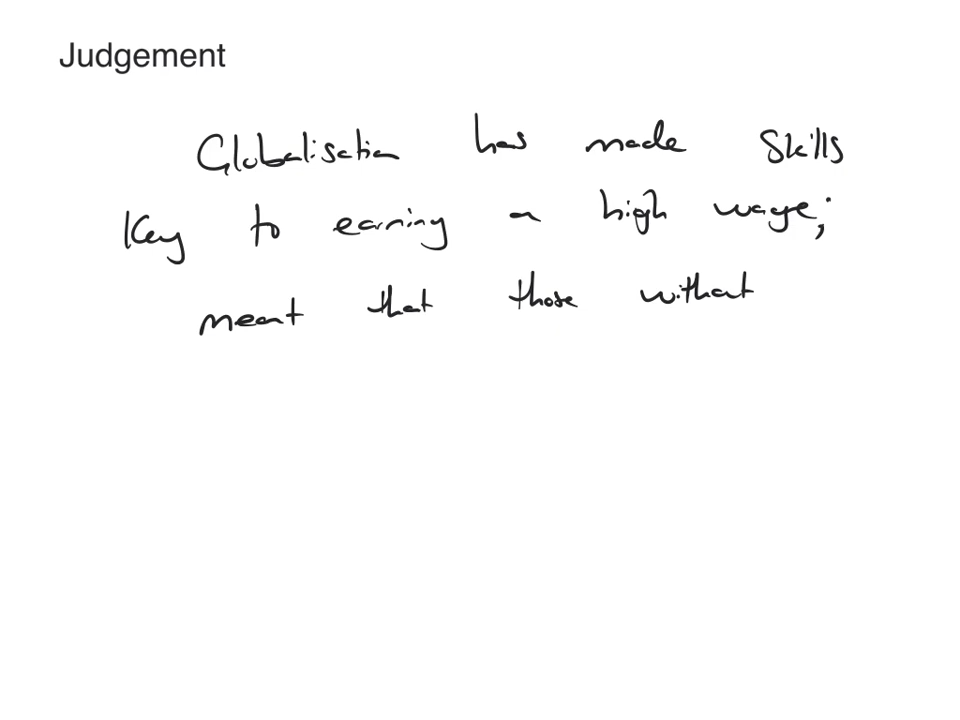 Judgement
Globalisation has made skills
key to earning a high wage;
meant that those without